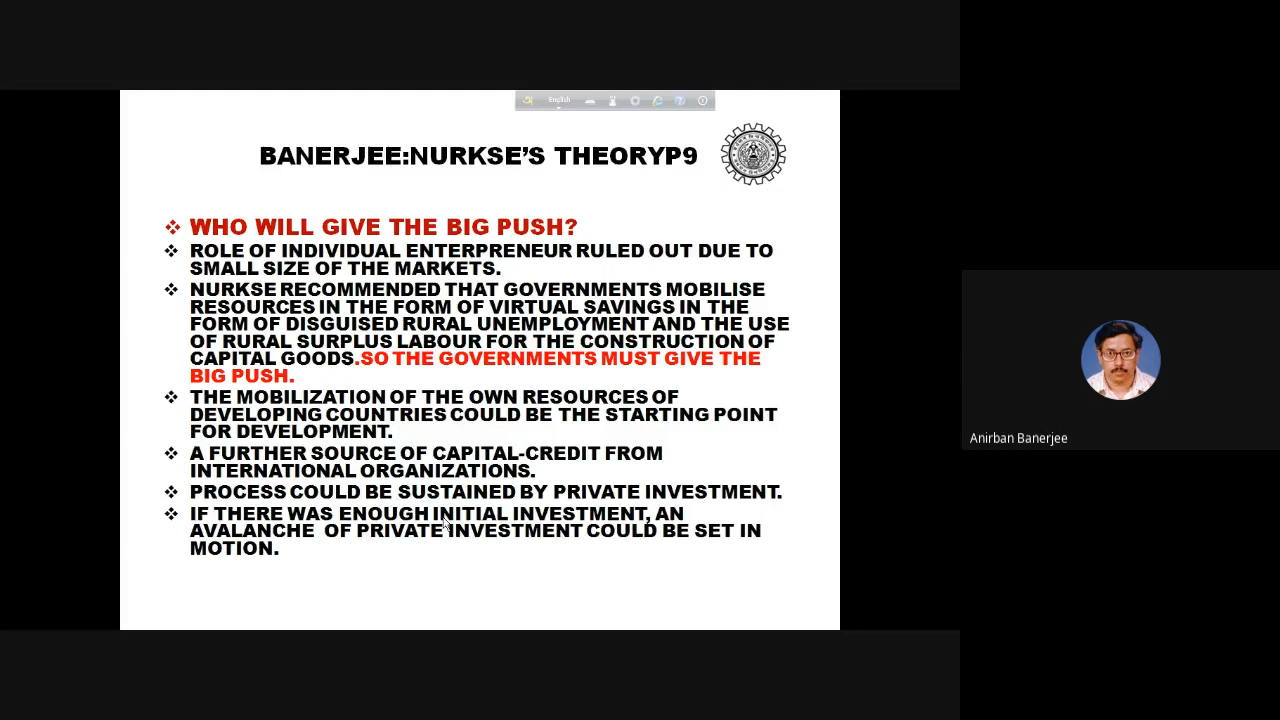 English
BANERJEE:NURKSE'S THEORYP9
WHO WILL GIVE THE BIG PUSH?
ROLE OF INDIVIDUAL ENTERPRENEUR RULED OUT DUE TO
SMALL SIZE OF THE MARKETS.
NURKSE RECOMMENDED THAT GOVERNMENTS MOBILISE
RESOURCES IN THE FORM OF VIRTUAL SAVINGS IN THE
FORM OF DISGUISED RURAL UNEMPLOYMENT AND THE USE
OF RURAL SURPLUS LABOUR FOR THE CONSTRUCTION OF
CAPITAL GOODS.SO THE GOVERNMENTS MUST GIVE THE
BIG PUSH.
THE MOBILIZATION OF THE OWN RESOURCES OF
DEVELOPING COUNTRIES COULD BE THE STARTING POINT
FOR DEVELOPMENT.
A FURTHER SOURCE OF CAPITAL-CREDIT FROM
INTERNATIONAL ORGANIZATIONS.
PROCESS COULD BE SUSTAINED BY PRIVATE INVESTMENT.
IF THERE WAS ENOUGH INITIAL INVESTMENT, AN
AVALANCHE OF PRIVATE INVESTMENT COULD BE SET IN
MOTION.
Anirban Banerjee